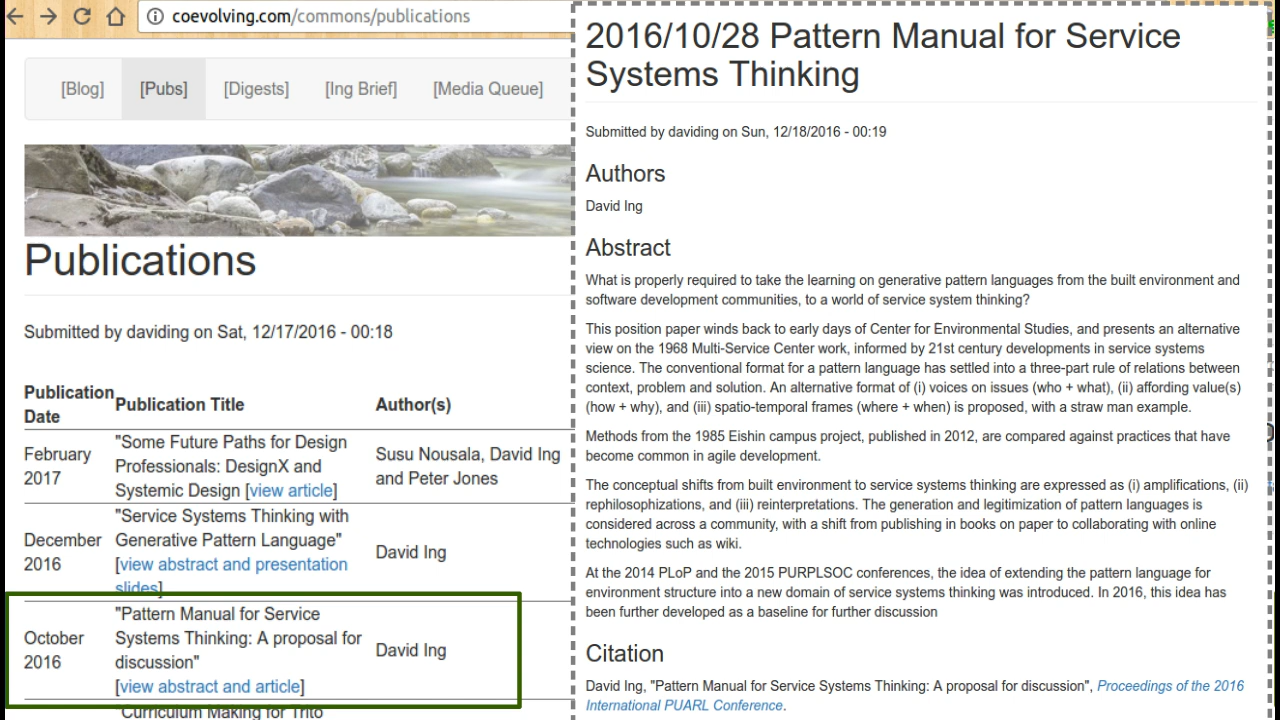 coevolving.com/commons/publications
[Blog] [Pubs] [Digests] [Ing Brief] [Media Queue]
Publications
Submitted by daviding on Sat, 12/17/2016 - 00:18
Publication Date Publication Title Author(s)
February 2017
"Some Future Paths for Design
Professionals: DesignX and
Systemic Design [view article]
Susu Nousala, David Ing
and Peter Jones
December 2016
"Service Systems Thinking with
Generative Pattern Language"
[view abstract and presentation
slides]
David Ing
October 2016
"Pattern Manual for Service
Systems Thinking: A proposal for
discussion"
[view abstract and article]
David Ing
"Curriculum Making for Trito
2016/10/28 Pattern Manual for Service
Systems Thinking
Submitted by daviding on Sun, 12/18/2016 - 00:19
Authors
David Ing
Abstract
What is properly required to take the learning on generative pattern languages from the built environment and
software development communities, to a world of service system thinking?
This position paper winds back to early days of Center for Environmental Studies, and presents an alternative
view on the 1968 Multi-Service Center work, informed by 21st century developments in service systems
science. The conventional format for a pattern language has settled into a three-part rule of relations between
context, problem and solution. An alternative format of (i) voices on issues (who + what), (ii) affording value(s)
(how + why), and (iii) spatio-temporal frames (where + when) is proposed, with a straw man example.
Methods from the 1985 Eishin campus project, published in 2012, are compared against practices that have
become common in agile development.
The conceptual shifts from built environment to service systems thinking are expressed as (i) amplifications, (ii)
rephilosophizations, and (iii) reinterpretations. The generation and legitimization of pattern languages is
considered across a community, with a shift from publishing in books on paper to collaborating with online
technologies such as wiki.
At the 2014 PLoP and the 2015 PURPLSOC conferences, the idea of extending the pattern language for
environment structure into a new domain of service systems thinking was introduced. In 2016, this idea has
been further developed as a baseline for further discussion
Citation
David Ing, "Pattern Manual for Service Systems Thinking: A proposal for discussion", Proceedings of the 2016
International PUARL Conference.